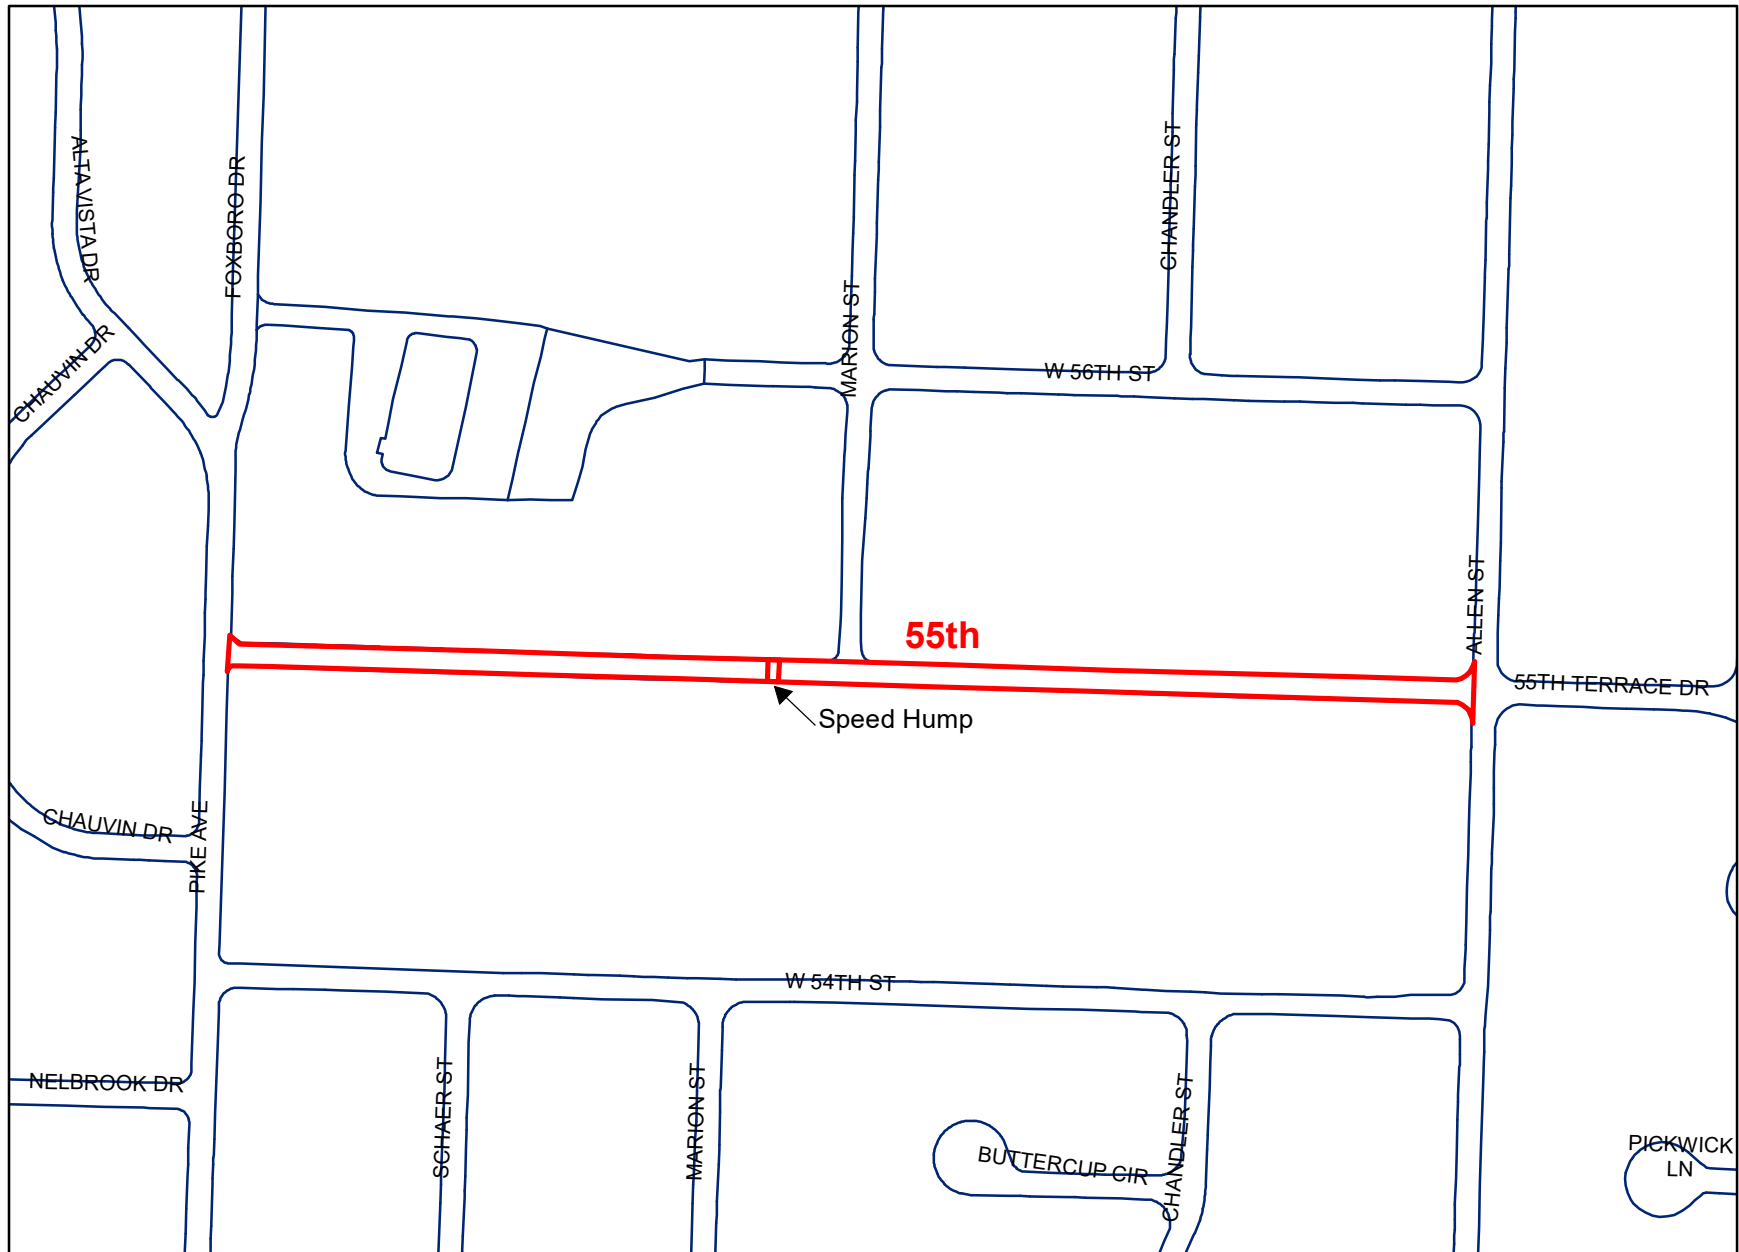 ALTA VISTA DR
FOXBORO DR
CHANDLER ST
MARION ST
CHAUVIN DR
W 56TH ST
ALLEN ST
55th
55TH TERRACE DR
Speed Hump
CHAUVIN DR
PIKE AVE
W 54TH ST
NELBROOK DR
SCHAER ST
MARION ST
CHANDLER ST
BUTTERCUP CIR
PICKWICK
LN